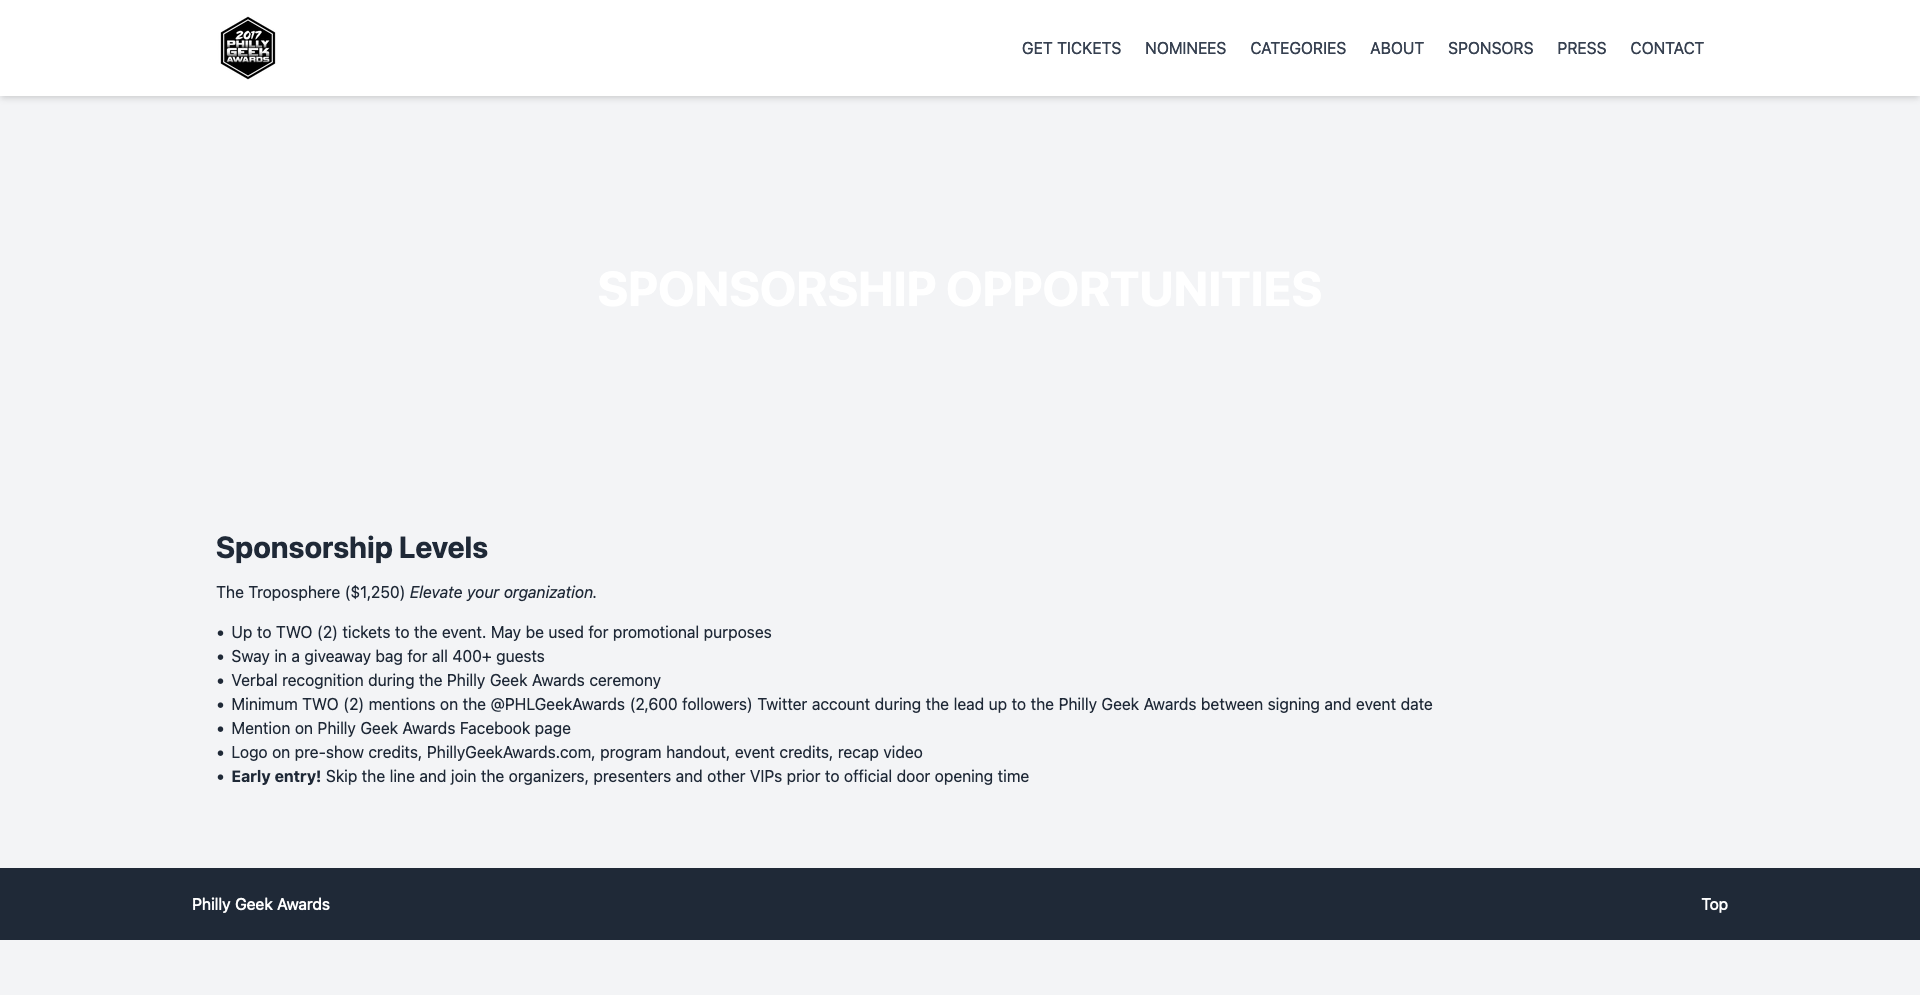 2017
PHILLY
GEEK
AWARDS
GET TICKETS NOMINEES CATEGORIES ABOUT SPONSORS PRESS CONTACT
SPONSORSHIP OPPORTUNITIES
Sponsorship Levels
The Troposphere ($1,250) Elevate your organization.
• Up to TWO (2) tickets to the event. May be used for promotional purposes
• Sway in a giveaway bag for all 400+ guests
• Verbal recognition during the Philly Geek Awards ceremony
• Minimum TWO (2) mentions on the @PHLGeekAwards (2,600 followers) Twitter account during the lead up to the Philly Geek Awards between signing and event date
• Mention on Philly Geek Awards Facebook page
• Logo on pre-show credits, PhillyGeekAwards.com, program handout, event credits, recap video
• Early entry! Skip the line and join the organizers, presenters and other VIPs prior to official door opening time
Philly Geek Awards Top